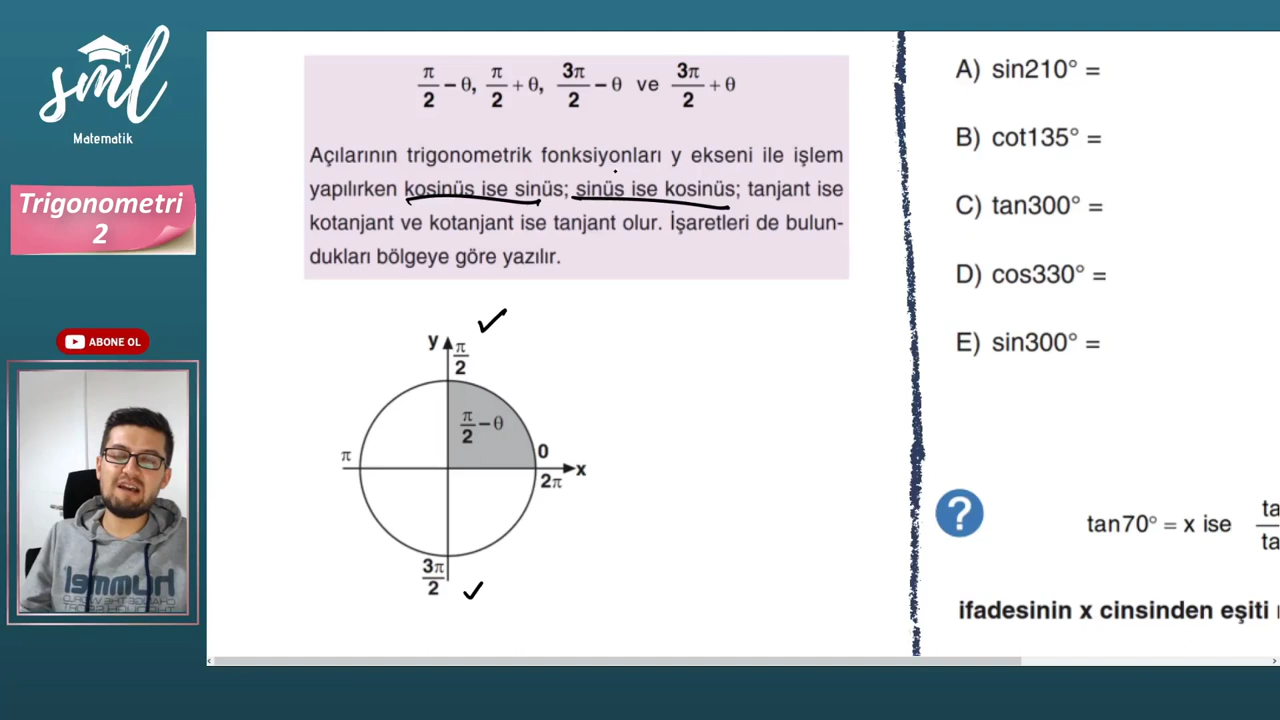 sml
Matematik
Trigonometri
2
ABONE OL
hummel
π/2 − θ, π/2 + θ, 3π/2 − θ ve 3π/2 + θ
Açılarının trigonometrik fonksiyonları y ekseni ile işlem
yapılırken kosinüs ise sinüs; sinüs ise kosinüs; tanjant ise
kotanjant ve kotanjant ise tanjant olur. İşaretleri de bulun-
dukları bölgeye göre yazılır.
y
π/2
π/2 − θ
π
0
x
2π
3π/2
A) sin210° =
B) cot135° =
C) tan300° =
D) cos330° =
E) sin300° =
?
tan70° = x ise ta/ta
ifadesinin x cinsinden eşiti